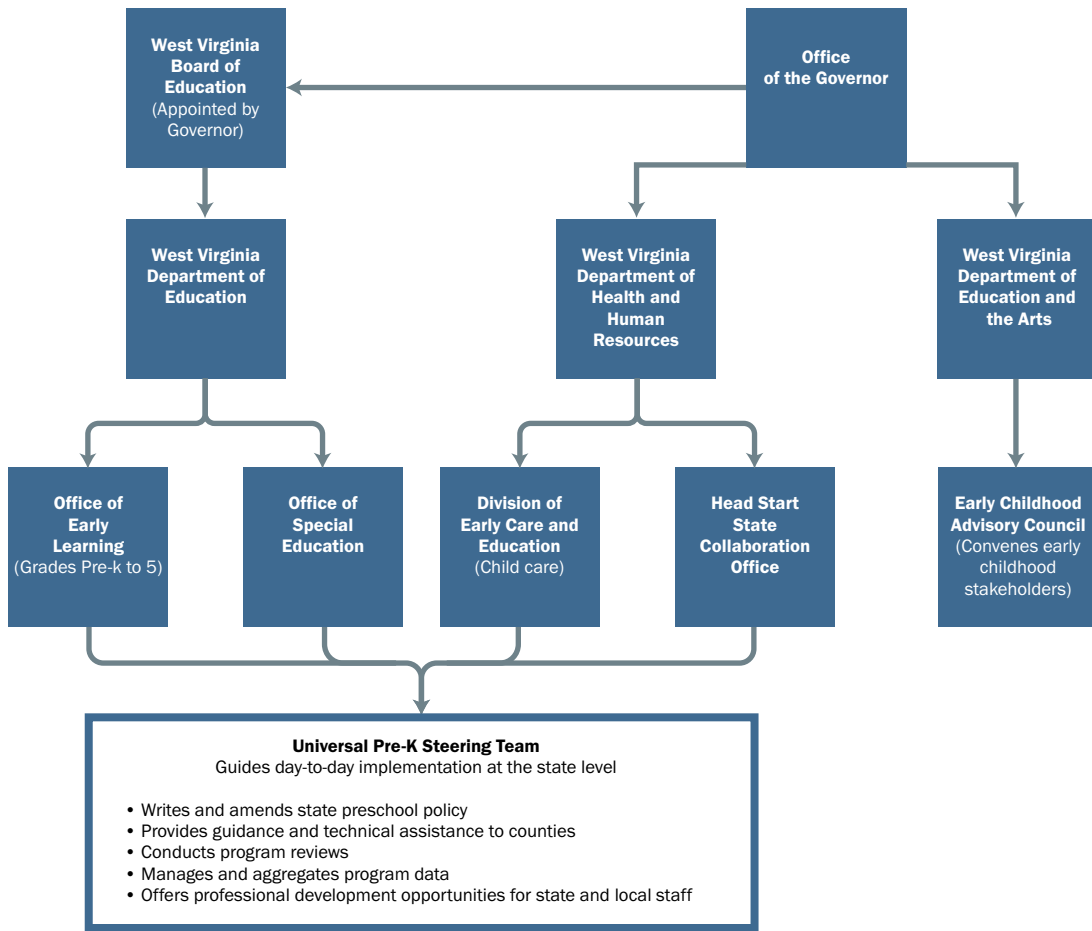 West Virginia
Board of
Education
(Appointed by
Governor)
Office
of the Governor
West Virginia
Department of
Education
West Virginia
Department of
Health and
Human
Resources
West Virginia
Department of
Education and
the Arts
Office of
Early
Learning
(Grades Pre-k to 5)
Office of
Special
Education
Division of
Early Care and
Education
(Child care)
Head Start
State
Collaboration
Office
Early Childhood
Advisory Council
(Convenes early
childhood
stakeholders)
Universal Pre-K Steering Team
Guides day-to-day implementation at the state level
• Writes and amends state preschool policy
• Provides guidance and technical assistance to counties
• Conducts program reviews
• Manages and aggregates program data
• Offers professional development opportunities for state and local staff